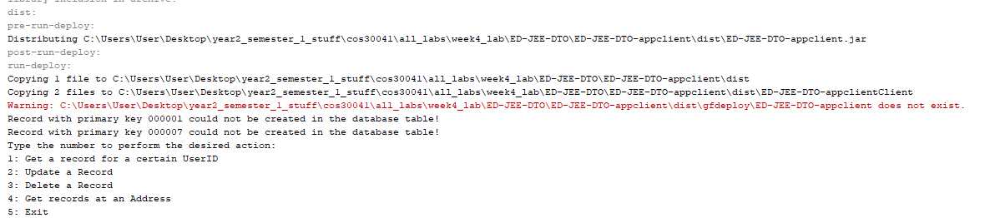 library inclusion in archive.
dist:
pre-run-deploy:
Distributing C:\Users\User\Desktop\year2_semester_1_stuff\cos30041\all_labs\week4_lab\ED-JEE-DTO\ED-JEE-DTO-appclient\dist\ED-JEE-DTO-appclient.jar
post-run-deploy:
run-deploy:
Copying 1 file to C:\Users\User\Desktop\year2_semester_1_stuff\cos30041\all_labs\week4_lab\ED-JEE-DTO\ED-JEE-DTO-appclient\dist
Copying 2 files to C:\Users\User\Desktop\year2_semester_1_stuff\cos30041\all_labs\week4_lab\ED-JEE-DTO\ED-JEE-DTO-appclient\dist\ED-JEE-DTO-appclientClient
Warning: C:\Users\User\Desktop\year2_semester_1_stuff\cos30041\all_labs\week4_lab\ED-JEE-DTO\ED-JEE-DTO-appclient\dist\gfdeploy\ED-JEE-DTO-appclient does not exist.
Record with primary key 000001 could not be created in the database table!
Record with primary key 000007 could not be created in the database table!
Type the number to perform the desired action:
1: Get a record for a certain UserID
2: Update a Record
3: Delete a Record
4: Get records at an Address
5: Exit